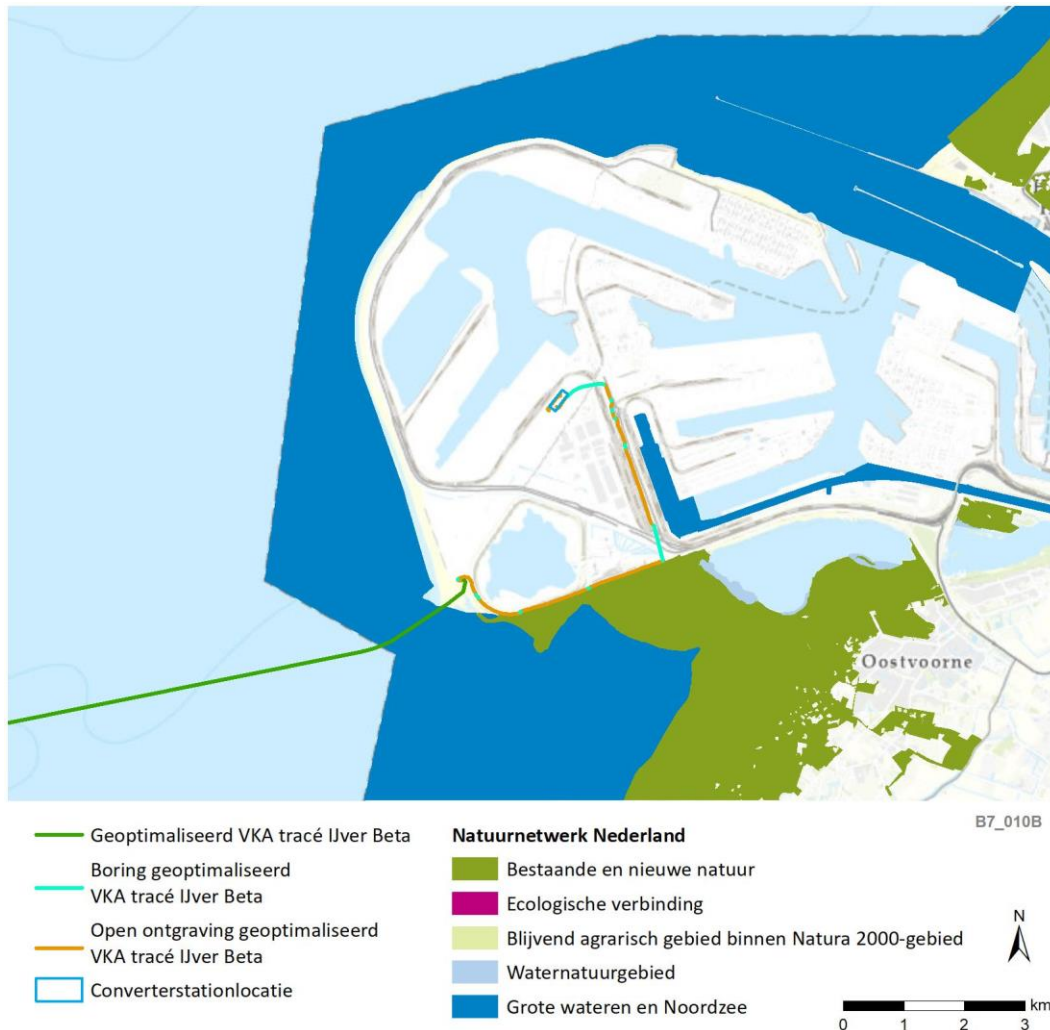 Oostvoorne
B7_010B
Geoptimaliseerd VKA tracé IJver Beta
Boring geoptimaliseerd
VKA tracé IJver Beta
Open ontgraving geoptimaliseerd
VKA tracé IJver Beta
Converterstationlocatie
Natuurnetwerk Nederland
Bestaande en nieuwe natuur
Ecologische verbinding
Blijvend agrarisch gebied binnen Natura 2000-gebied
Waternatuurgebied
Grote wateren en Noordzee
N
km
0 1 2 3